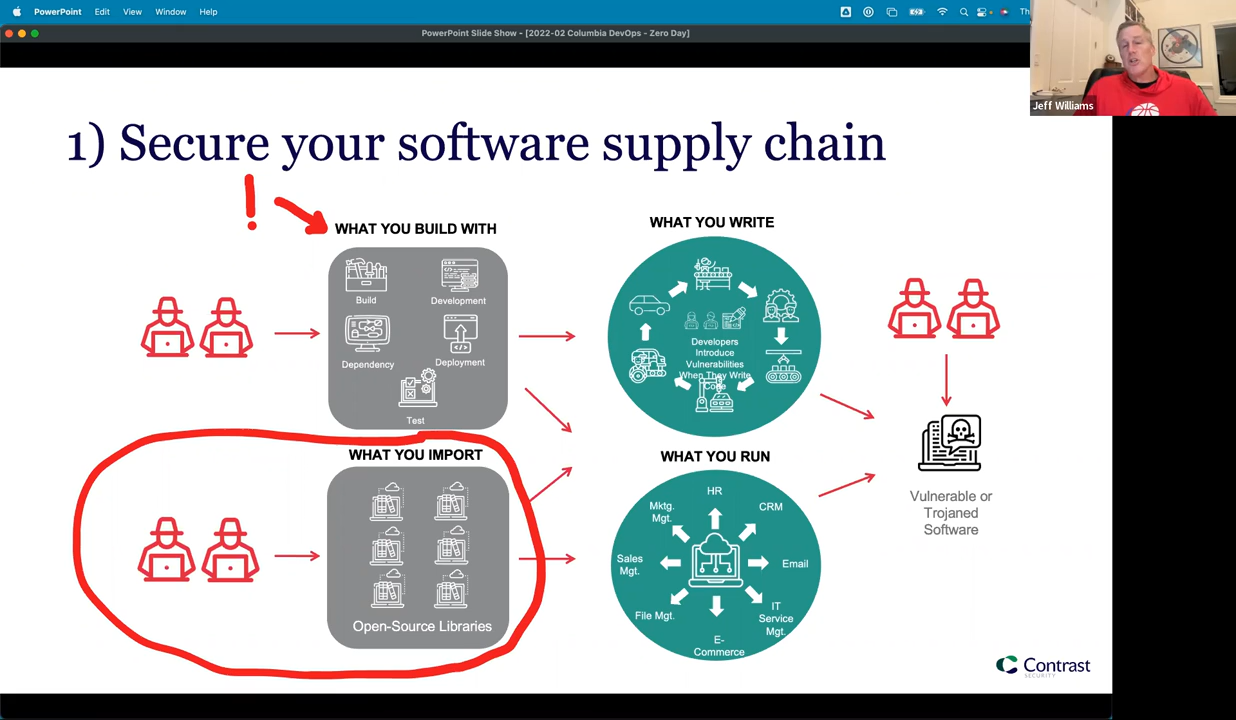 PowerPoint Edit View Window Help
Th
PowerPoint Slide Show - [2022-02 Columbia DevOps - Zero Day]
Jeff Williams
1) Secure your software supply chain
!
WHAT YOU BUILD WITH
Build
Development
Dependency
Deployment
Test
WHAT YOU WRITE
Developers
Introduce
Vulnerabilities
When They Write
Code
WHAT YOU IMPORT
Open-Source Libraries
WHAT YOU RUN
HR
CRM
Email
IT
Service
Mgt.
E-
Commerce
File Mgt.
Sales
Mgt.
Mktg.
Mgt.
Vulnerable or
Trojaned
Software
Contrast
SECURITY